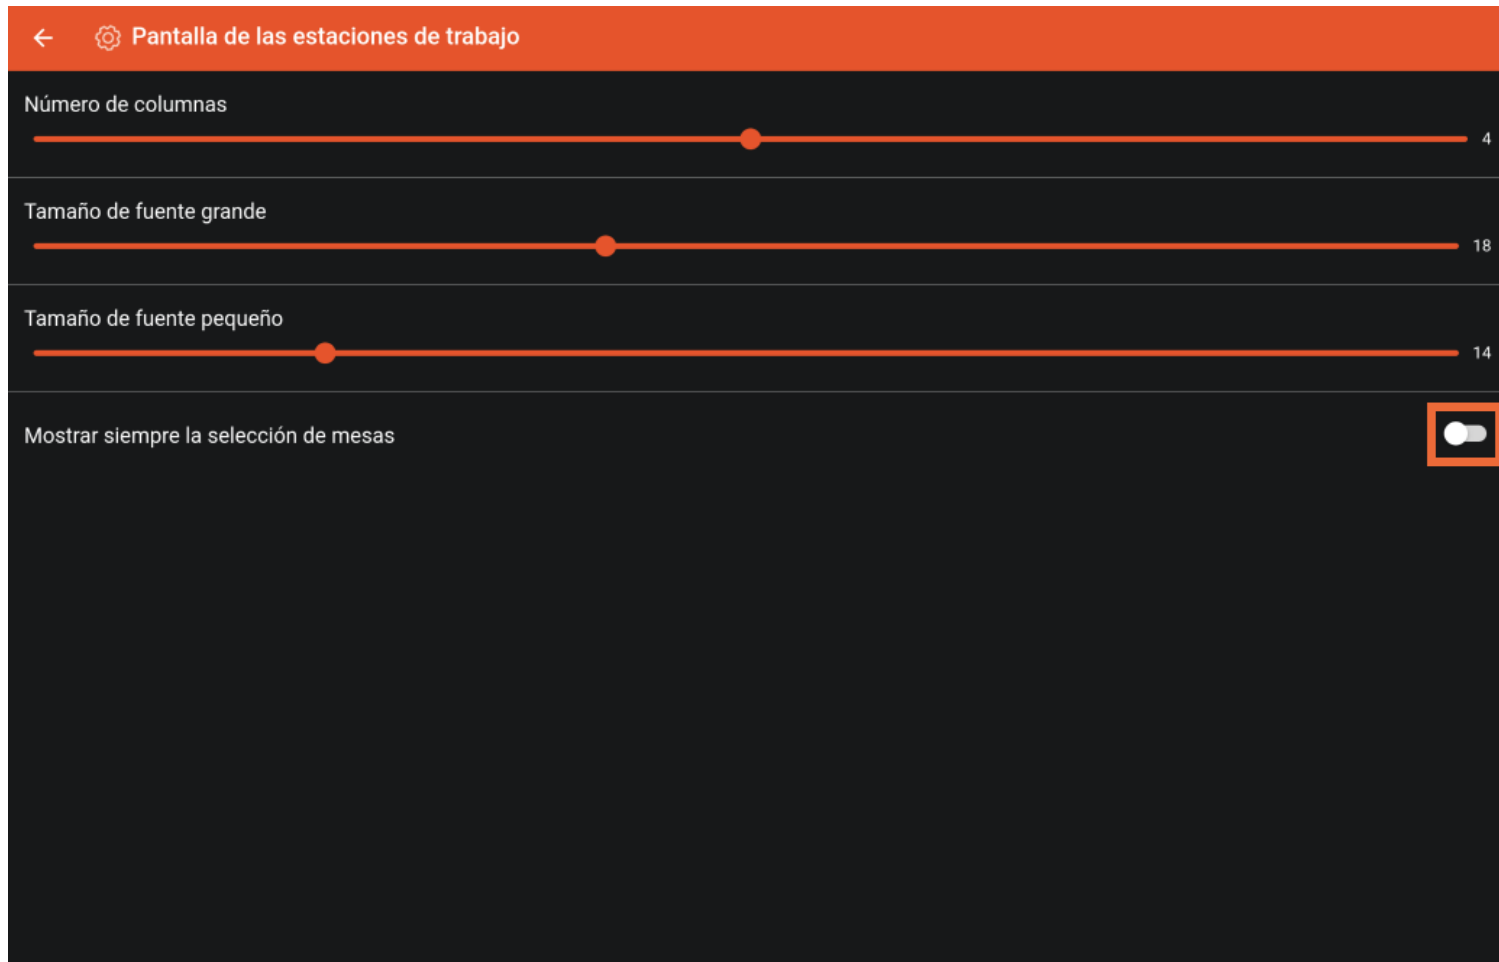 Pantalla de las estaciones de trabajo
Número de columnas
4
Tamaño de fuente grande
18
Tamaño de fuente pequeño
14
Mostrar siempre la selección de mesas